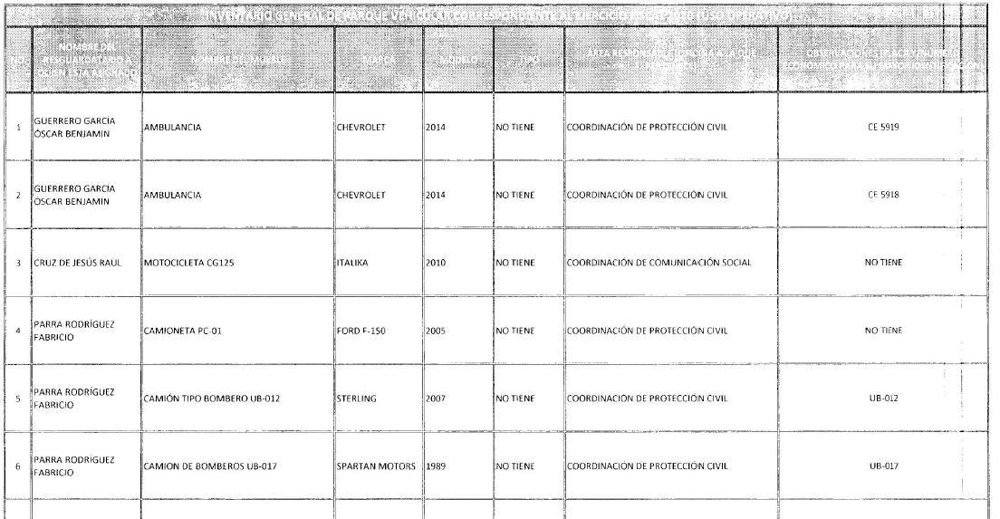 INVENTARIO GENERAL DE PARQUE VEHICULAR CORRESPONDIENTE AL EJERCICIO FISCAL (USO OPERATIVO)
NO.
NOMBRE DEL
RESGUARDATARIO A
QUIEN ESTA ASIGNADO
NOMBRE DEL MUEBLE
MARCA
MODELO
TIPO
ÁREA RESPONSABLE
OBSERVACIONES
ECONOMICO PARA SU MAYOR IDENTIFICACIÓN
1
GUERRERO GARCÍA
ÓSCAR BENJAMIN
AMBULANCIA
CHEVROLET
2014
NO TIENE
COORDINACIÓN DE PROTECCIÓN CIVIL
CE 5919
2
GUERRERO GARCÍA
ÓSCAR BENJAMIN
AMBULANCIA
CHEVROLET
2014
NO TIENE
COORDINACIÓN DE PROTECCIÓN CIVIL
CE 5918
3
CRUZ DE JESÚS RAUL
MOTOCICLETA CG125
ITALIKA
2010
NO TIENE
COORDINACIÓN DE COMUNICACIÓN SOCIAL
NO TIENE
4
PARRA RODRÍGUEZ
FABRICIO
CAMIONETA PC-01
FORD F-150
2005
NO TIENE
COORDINACIÓN DE PROTECCIÓN CIVIL
NO TIENE
5
PARRA RODRÍGUEZ
FABRICIO
CAMIÓN TIPO BOMBERO UB-012
STERLING
2007
NO TIENE
COORDINACIÓN DE PROTECCIÓN CIVIL
UB-012
6
PARRA RODRÍGUEZ
FABRICIO
CAMION DE BOMBEROS UB-017
SPARTAN MOTORS
1989
NO TIENE
COORDINACIÓN DE PROTECCIÓN CIVIL
UB-017